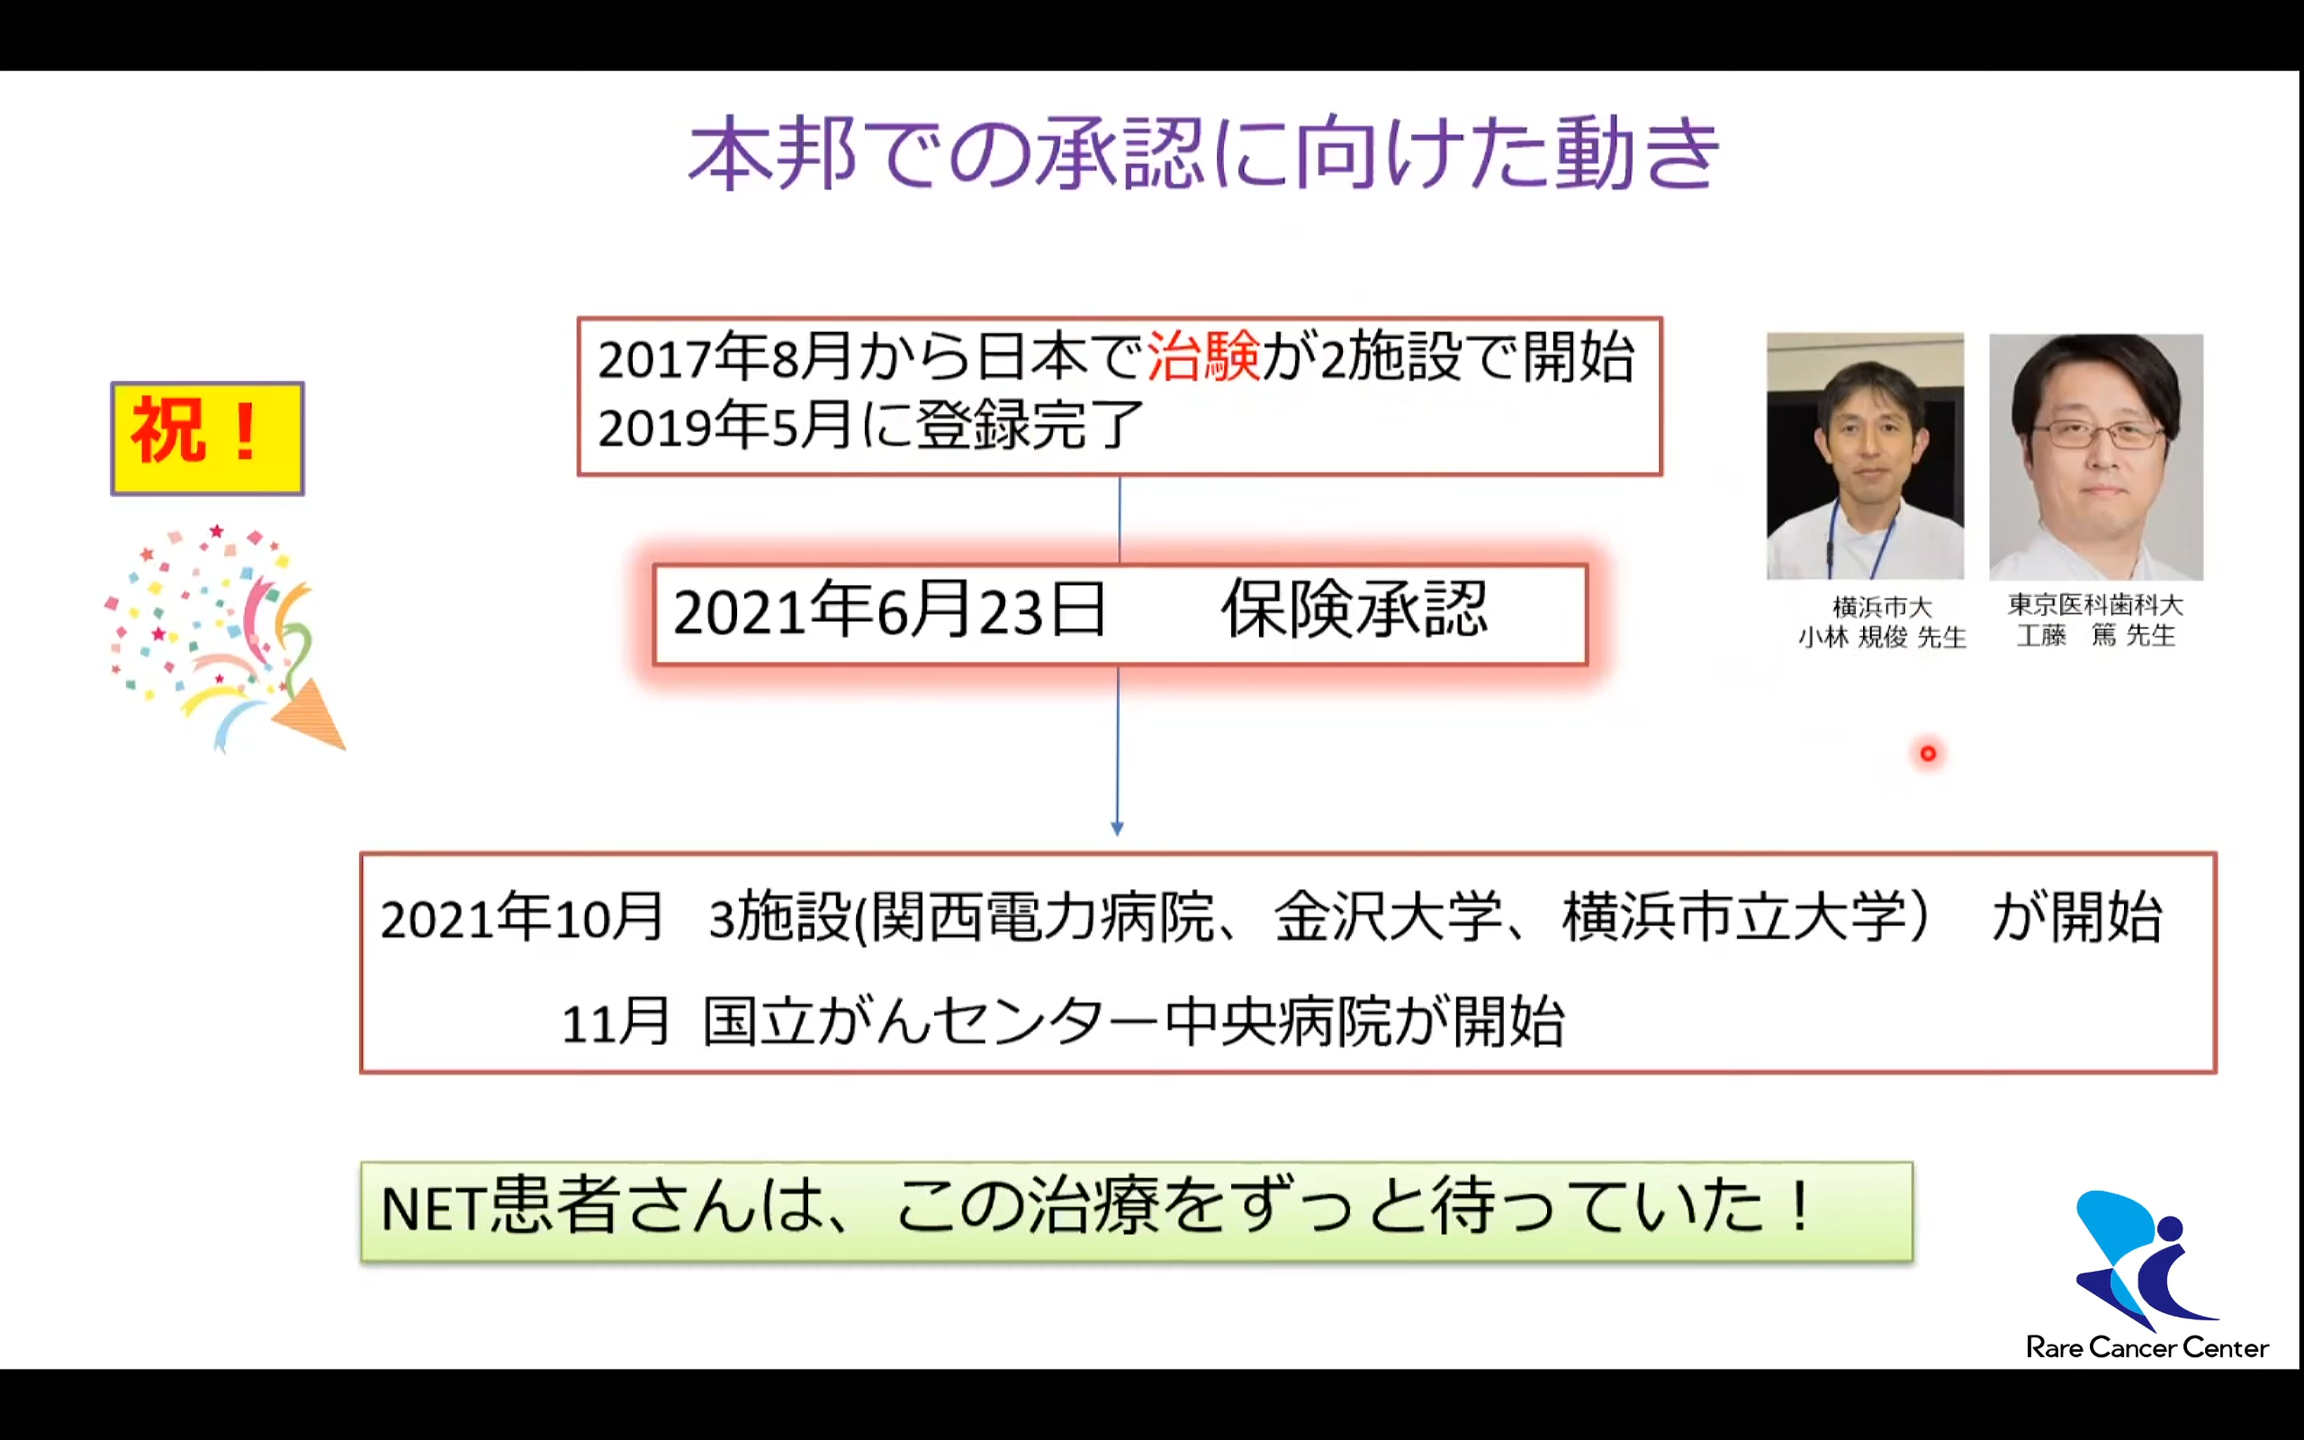 本邦での承認に向けた動き
祝！
2017年8月から日本で治験が2施設で開始
2019年5月に登録完了
2021年6月23日　保険承認
横浜市大
小林 規俊 先生
東京医科歯科大
工藤　篤 先生
2021年10月 3施設(関西電力病院、金沢大学、横浜市立大学）　が開始
11月 国立がんセンター中央病院が開始
NET患者さんは、この治療をずっと待っていた！
Rare Cancer Center